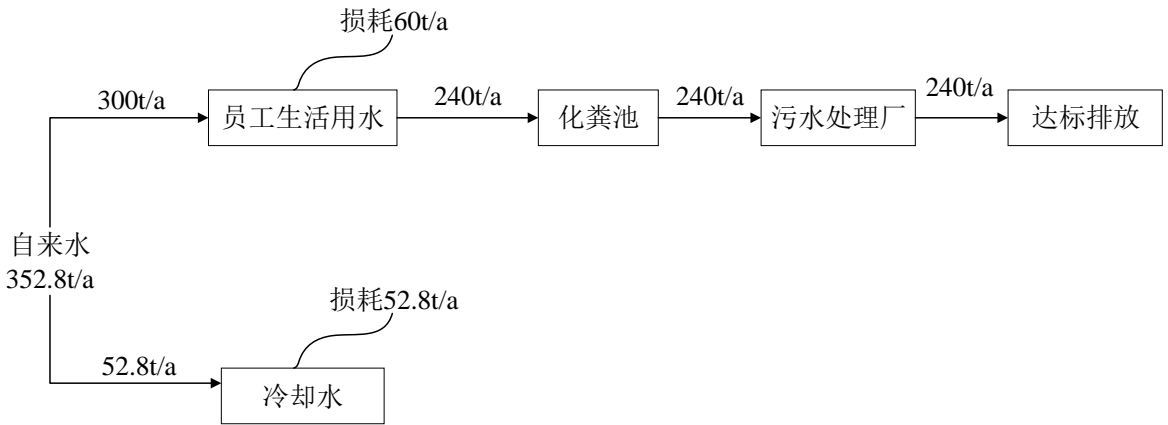 损耗60t/a
300t/a
员工生活用水
240t/a
化粪池
240t/a
污水处理厂
240t/a
达标排放
自来水
352.8t/a
损耗52.8t/a
52.8t/a
冷却水